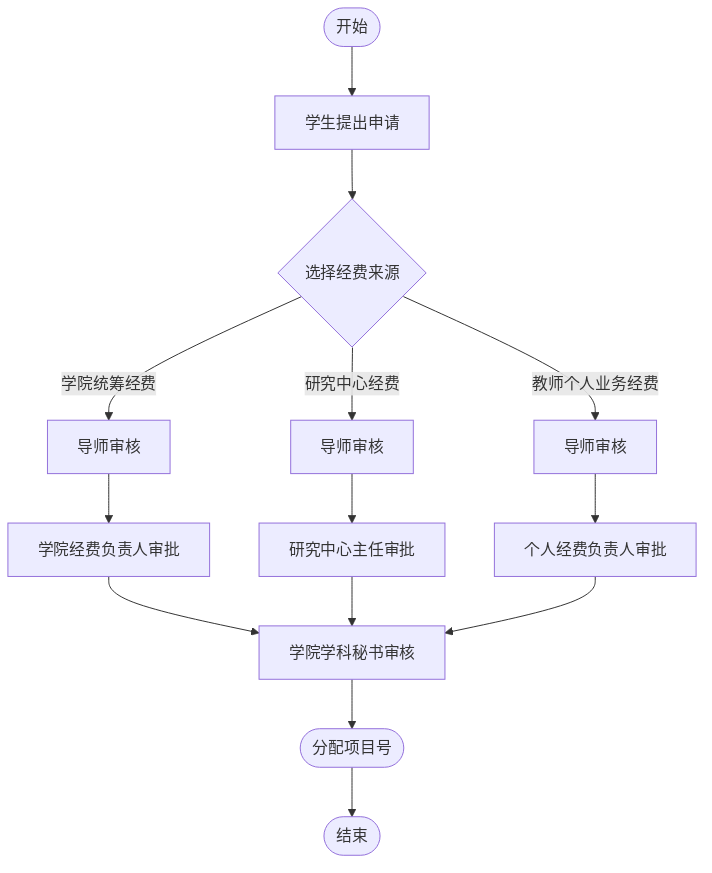 开始
学生提出申请
选择经费来源
学院统筹经费
研究中心经费
教师个人业务经费
导师审核
导师审核
导师审核
学院经费负责人审批
研究中心主任审批
个人经费负责人审批
学院学科秘书审核
分配项目号
结束